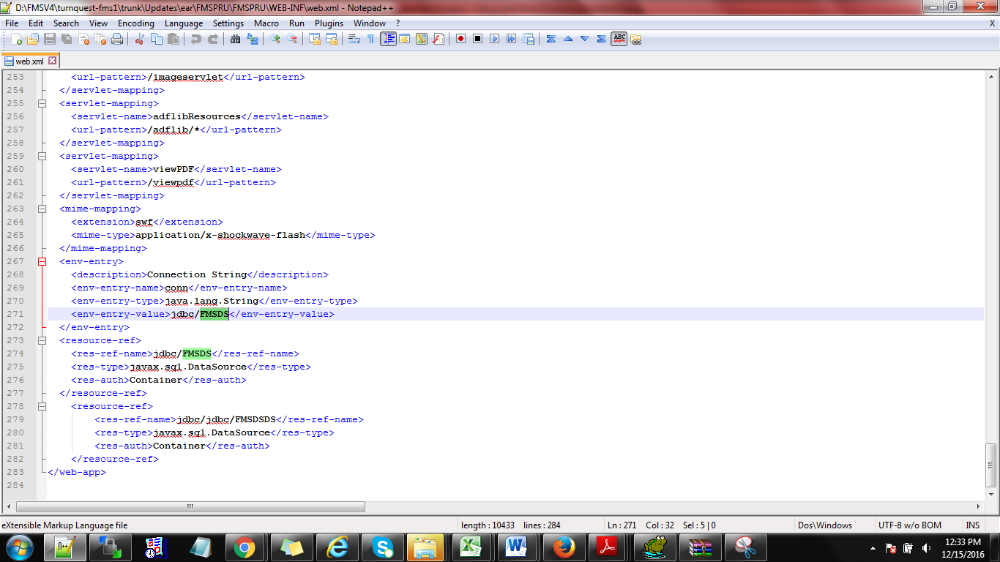 D:\FMSV4\turnquest-fms1\trunk\Updates\ear\FMSPRU\FMSPRU\WEB-INF\web.xml - Notepad++
File Edit Search View Encoding Language Settings Macro Run Plugins Window ? X
ABC
web.xml
253 <url-pattern>/imageservlet</url-pattern>
254 </servlet-mapping>
255 <servlet-mapping>
256 <servlet-name>adflibResources</servlet-name>
257 <url-pattern>/adflib/*</url-pattern>
258 </servlet-mapping>
259 <servlet-mapping>
260 <servlet-name>viewPDF</servlet-name>
261 <url-pattern>/viewpdf</url-pattern>
262 </servlet-mapping>
263 <mime-mapping>
264 <extension>swf</extension>
265 <mime-type>application/x-shockwave-flash</mime-type>
266 </mime-mapping>
267 <env-entry>
268 <description>Connection String</description>
269 <env-entry-name>conn</env-entry-name>
270 <env-entry-type>java.lang.String</env-entry-type>
271 <env-entry-value>jdbc/FMSDS</env-entry-value>
272 </env-entry>
273 <resource-ref>
274 <res-ref-name>jdbc/FMSDS</res-ref-name>
275 <res-type>javax.sql.DataSource</res-type>
276 <res-auth>Container</res-auth>
277 </resource-ref>
278 <resource-ref>
279 <res-ref-name>jdbc/jdbc/FMSDSDS</res-ref-name>
280 <res-type>javax.sql.DataSource</res-type>
281 <res-auth>Container</res-auth>
282 </resource-ref>
283 </web-app>
284
eXtensible Markup Language file length : 10433 lines : 284 Ln : 271 Col : 32 Sel : 5 | 0 Dos\Windows UTF-8 w/o BOM INS
12:33 PM
12/15/2016